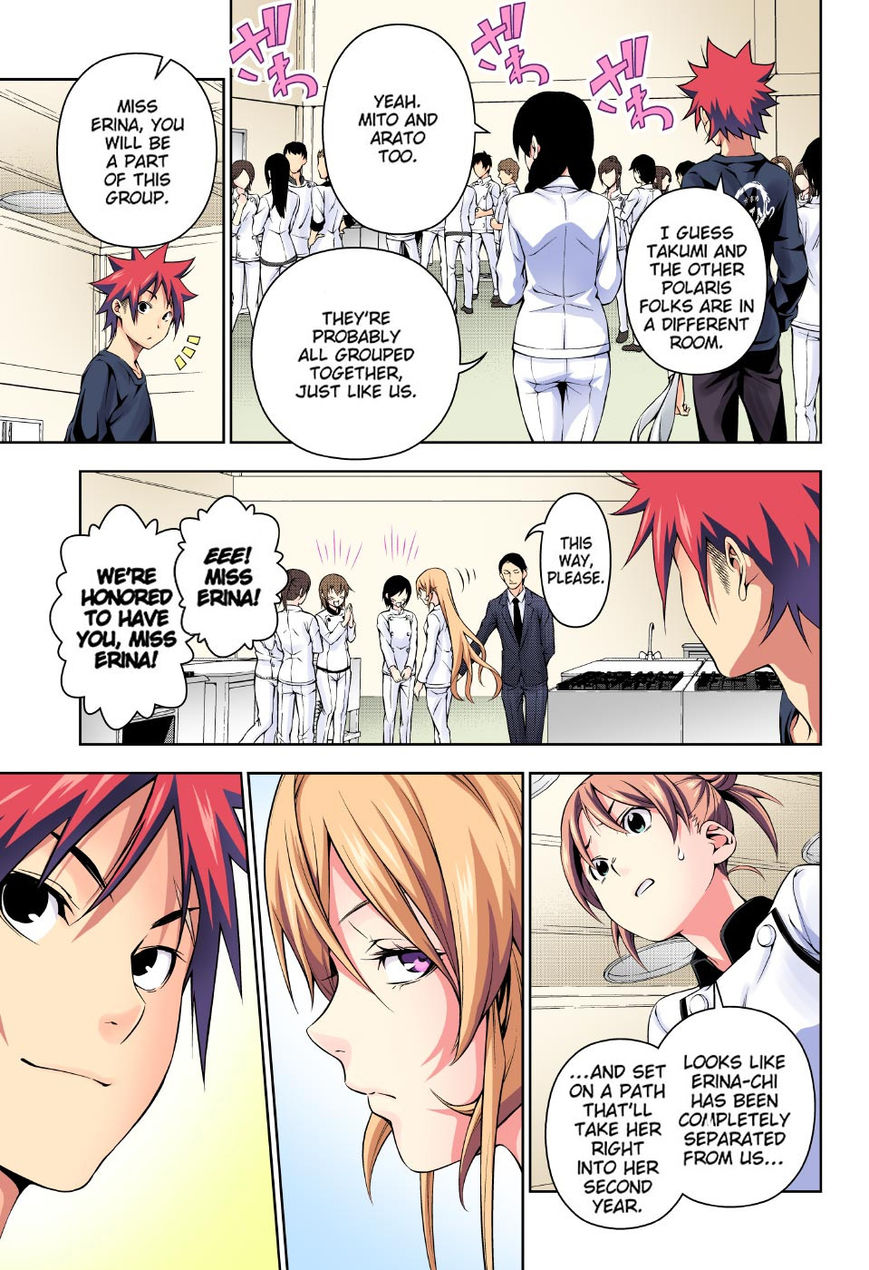 ざわ
ざわ
ざわ
I GUESS
TAKUMI AND
THE OTHER
POLARIS
FOLKS ARE IN
A DIFFERENT
ROOM.
YEAH.
MITO AND
ARATO
TOO.
THEY'RE
PROBABLY
ALL GROUPED
TOGETHER,
JUST LIKE US.
MISS
ERINA, YOU
WILL BE
A PART
OF THIS
GROUP.
THIS
WAY,
PLEASE.
EEE!
MISS
ERINA!
WE'RE
HONORED
TO HAVE
YOU, MISS
ERINA!
LOOKS LIKE
ERINA-CHI
HAS BEEN
COMPLETELY
SEPARATED
FROM US...
...AND SET
ON A PATH
THAT'LL
TAKE HER
RIGHT
INTO HER
SECOND
YEAR.